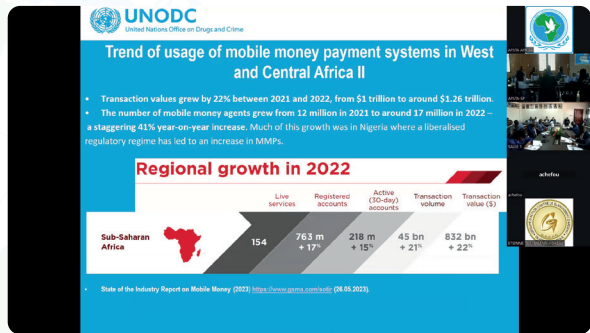 UNODC
United Nations Office on Drugs and Crime
Trend of usage of mobile money payment systems in West
and Central Africa II
• Transaction values grew by 22% between 2021 and 2022, from $1 trillion to around $1.26 trillion.
• The number of mobile money agents grew from 12 million in 2021 to around 17 million in 2022 –
a staggering 41% year-on-year increase. Much of this growth was in Nigeria where a liberalised
regulatory regime has led to an increase in MMPs.
Regional growth in 2022
Live services
Registered accounts
Active (30-day) accounts
Transaction volume
Transaction value ($)
Sub-Saharan Africa
154
763 m + 17%
218 m + 15%
45 bn + 21%
832 bn + 22%
• State of the Industry Report on Mobile Money (2023) https://www.gsma.com/sotir (26.05.2023).
achefou
achefou